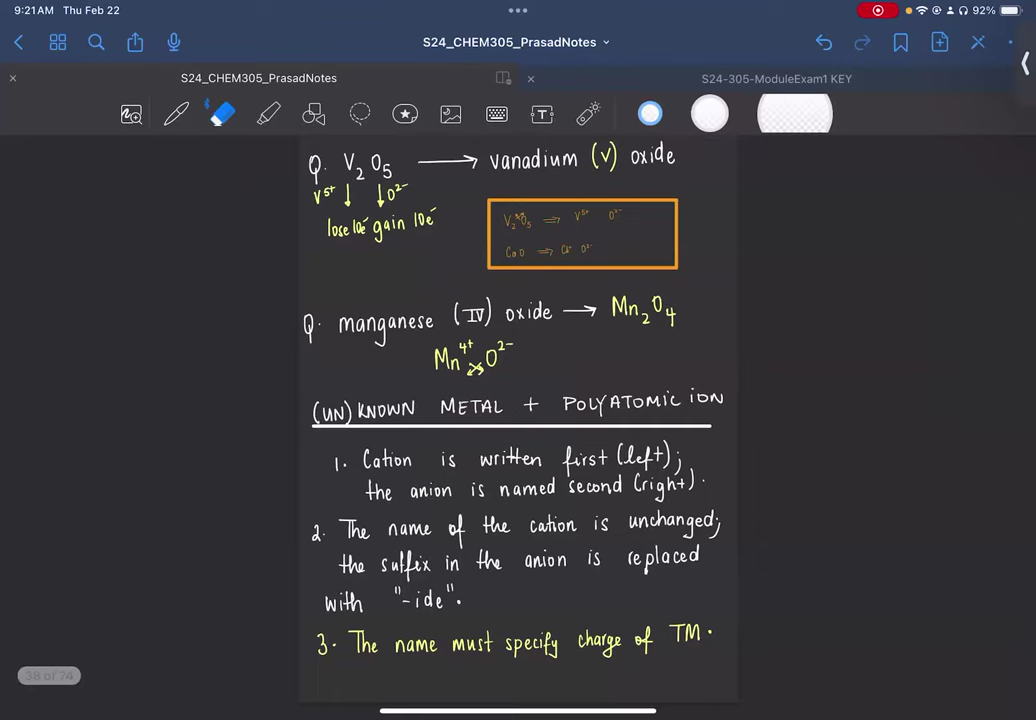 9:21 AM Thu Feb 22
92%
S24_CHEM305_PrasadNotes
S24_CHEM305_PrasadNotes
S24-305-ModuleExam1 KEY
Q. V2O5 → vanadium (V) oxide
V5+ ↓ ↓ O2-
lose 10e- gain 10e-
V2O5 ⇒ V5+ O2-
CaO ⇒ O2-
Q. manganese (IV) oxide → Mn2O4
Mn4+ O2-
(UN)KNOWN METAL + POLYATOMIC ION
1. Cation is written first (left);
the anion is named second (right).
2. The name of the cation is unchanged;
the suffix in the anion is replaced
with "-ide".
3. The name must specify charge of TM.
38 of 74